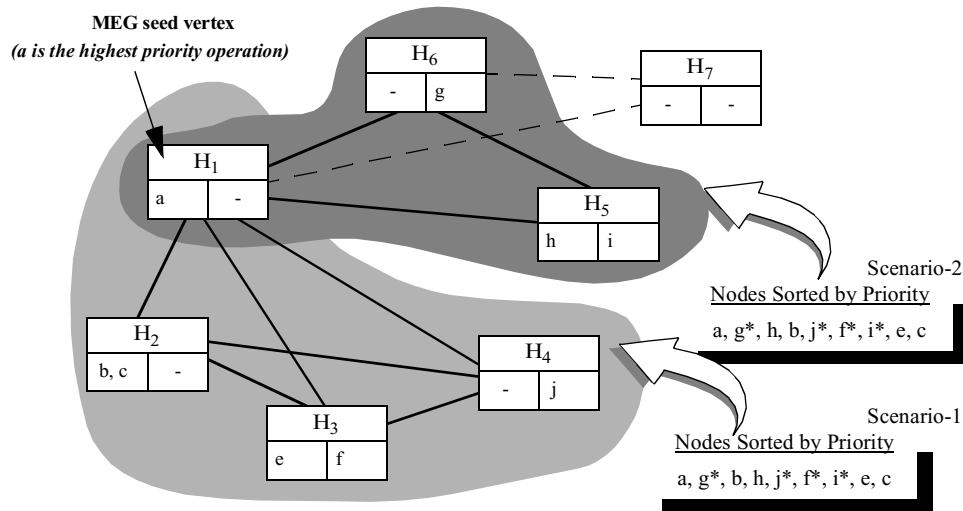 MEG seed vertex
(a is the highest priority operation)
H6
- g
H7
- -
H1
a -
H5
h i
Scenario-2
Nodes Sorted by Priority
a, g*, h, b, j*, f*, i*, e, c
H2
b, c -
H4
- j
H3
e f
Scenario-1
Nodes Sorted by Priority
a, g*, b, h, j*, f*, i*, e, c